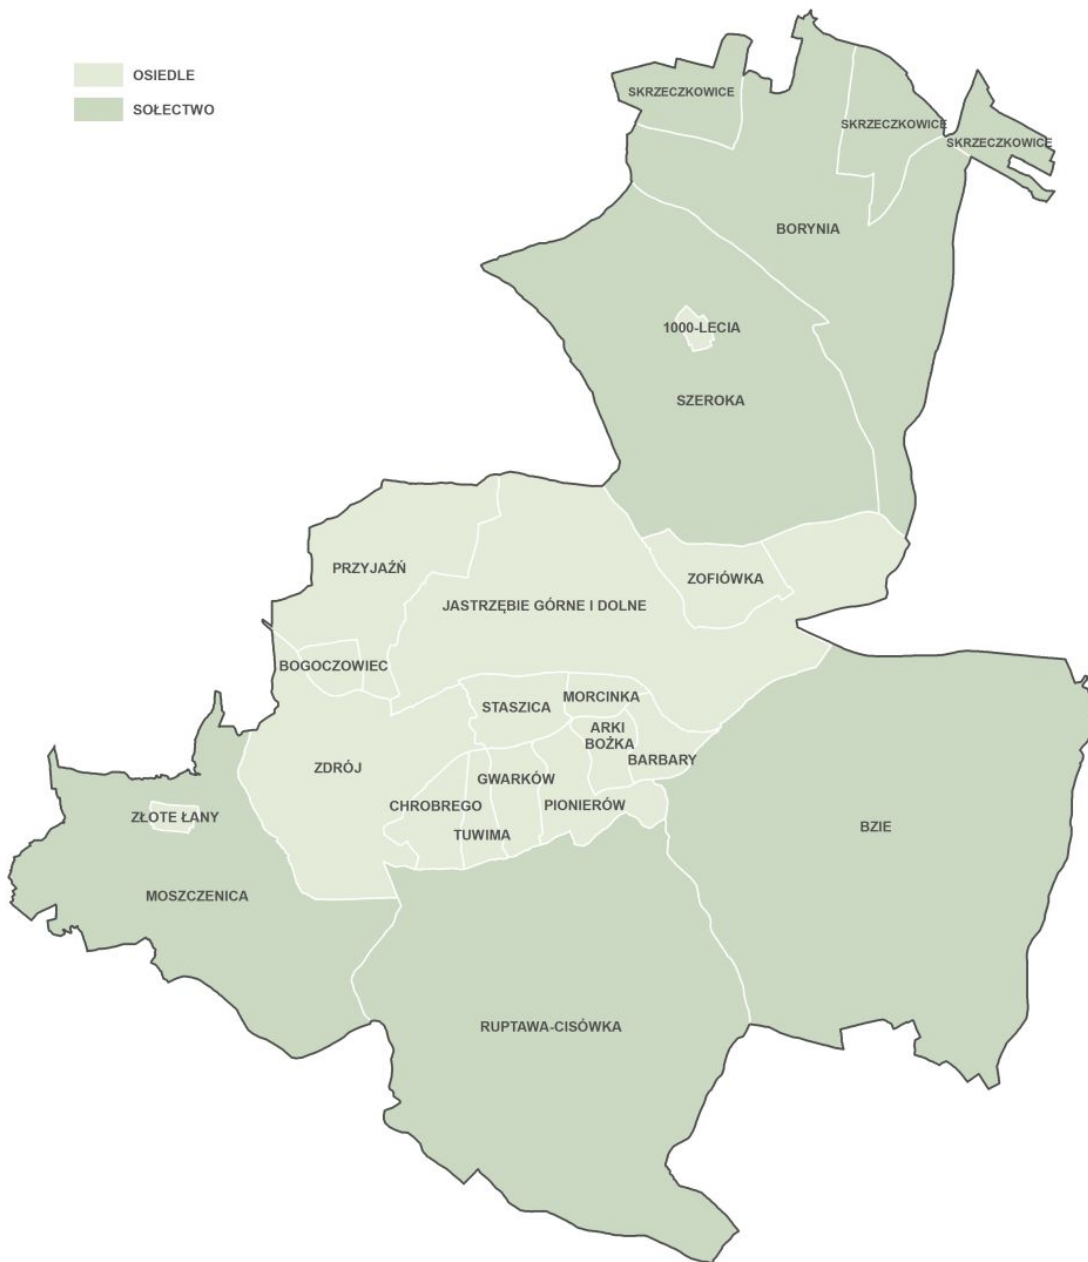 OSIEDLE
SOŁECTWO
SKRZECZKOWICE
SKRZECZKOWICE
SKRZECZKOWICE
BORYNIA
1000-LECIA
SZEROKA
PRZYJAŹŃ
ZOFIÓWKA
JASTRZĘBIE GÓRNE I DOLNE
BOGOCZOWIEC
MORCINKA
STASZICA
ARKI
BOŻKA
BARBARY
ZDRÓJ
GWARKÓW
CHROBREGO
PIONIERÓW
ZŁOTE ŁANY
TUWIMA
BZIE
MOSZCZENICA
RUPTAWA-CISÓWKA